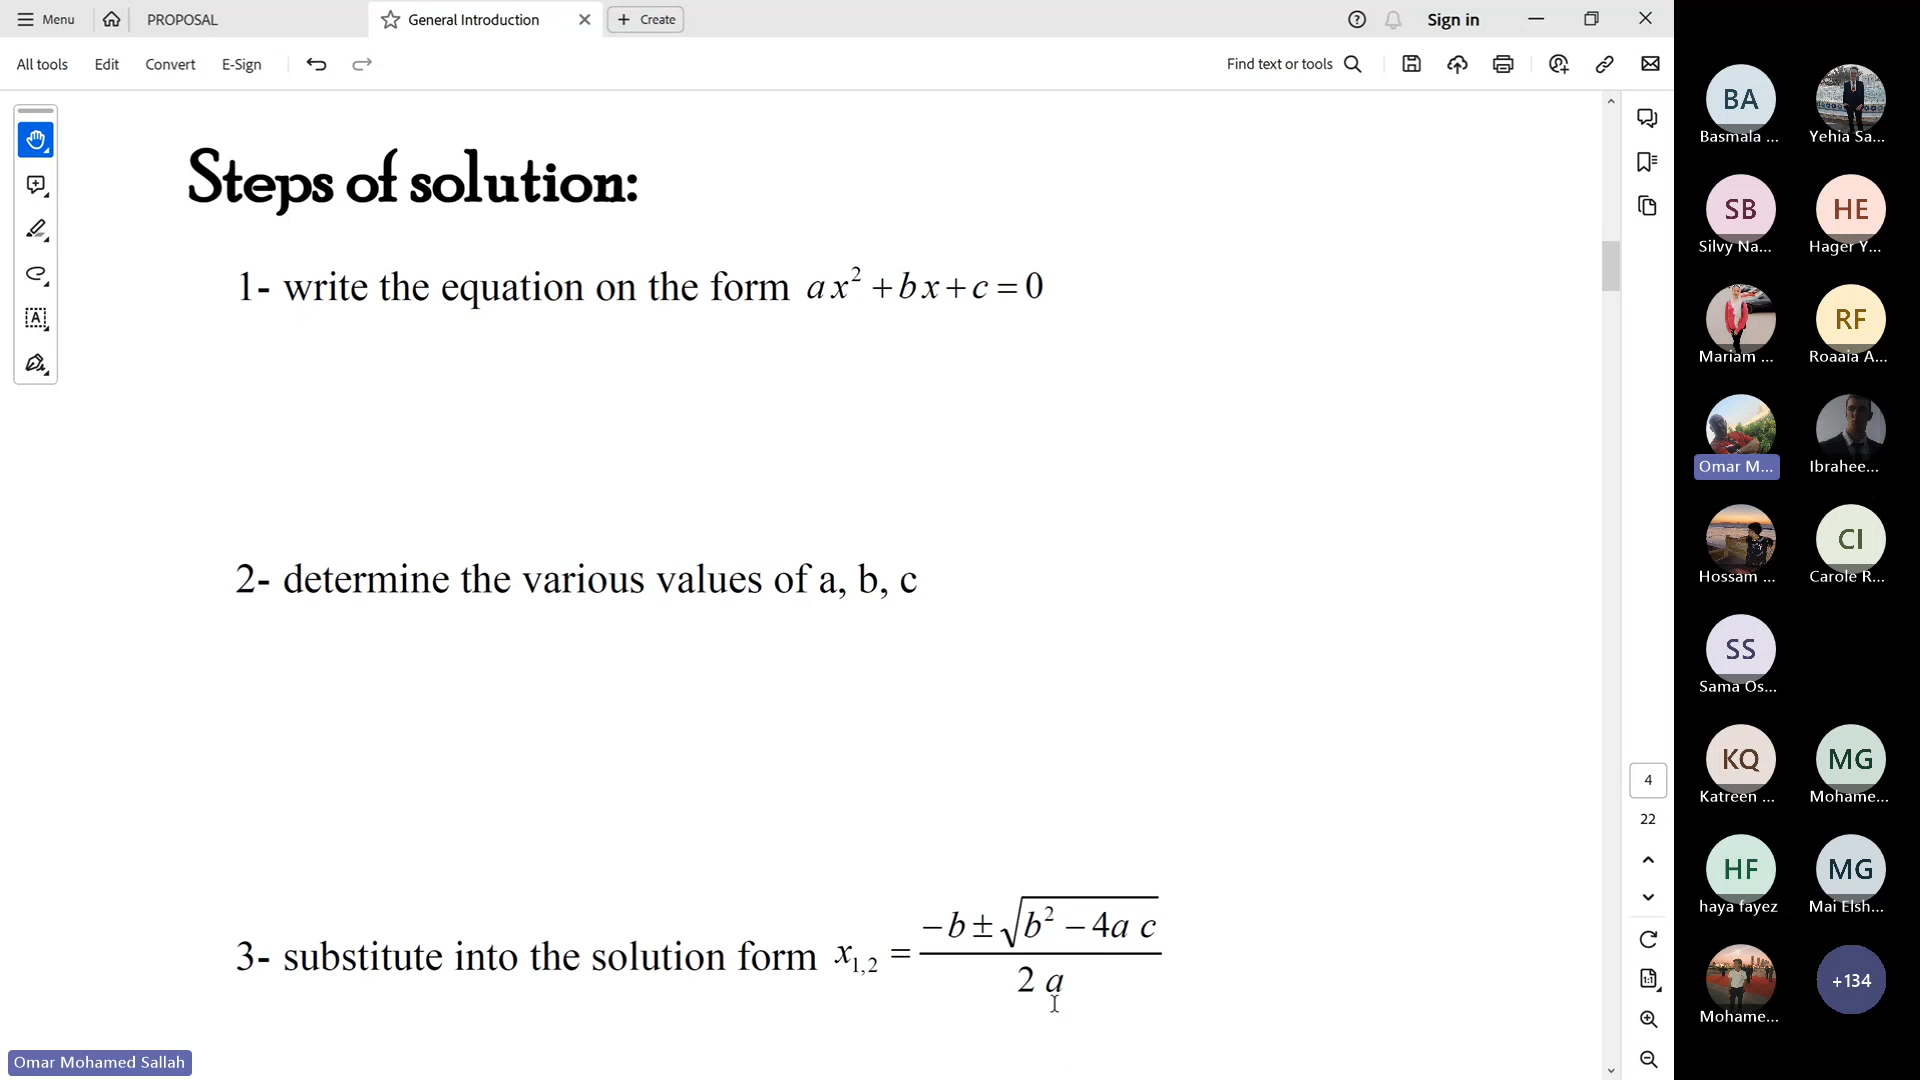 Menu
PROPOSAL
General Introduction
Create
Sign in
All tools
Edit
Convert
E-Sign
Find text or tools
Steps of solution:
1- write the equation on the form ax² + bx + c = 0
2- determine the various values of a, b, c
3- substitute into the solution form x₁,₂ = (−b ± √(b² − 4a c)) / (2 a)
4
22
Omar Mohamed Sallah
BA
Basmala ...
Yehia Sa...
SB
Silvy Na...
HE
Hager Y...
Mariam ...
RF
Roaaia A...
Omar M...
Ibrahee...
Hossam ...
CI
Carole R...
SS
Sama Os...
KQ
Katreen ...
MG
Mohame...
HF
haya fayez
MG
Mai Elsh...
Mohame...
+134